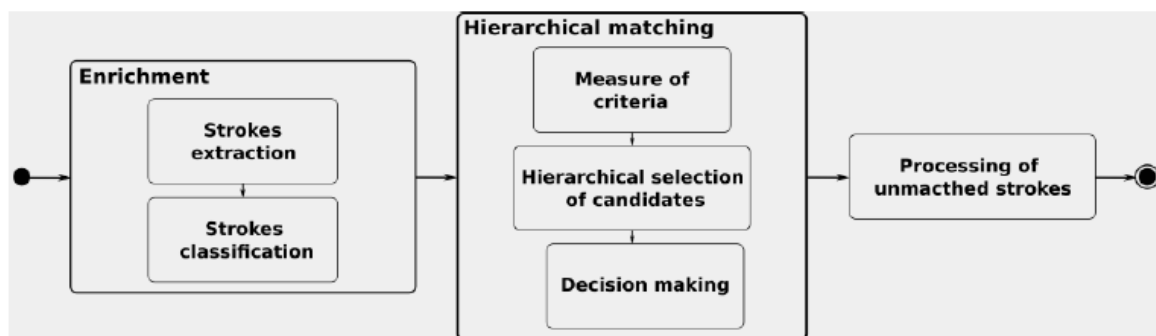 Enrichment
Strokes
extraction
Strokes
classification
Hierarchical matching
Measure of
criteria
Hierarchical selection
of candidates
Decision making
Processing of
unmacthed strokes